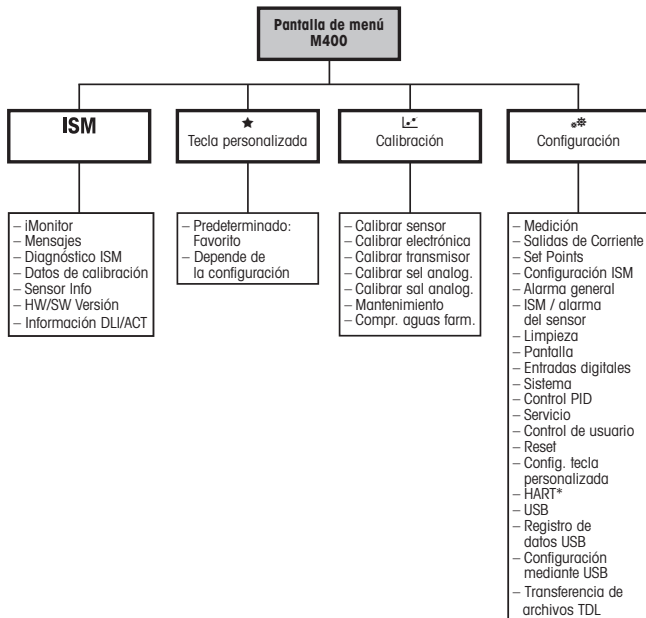 Pantalla de menú
M400
ISM
Tecla personalizada
Calibración
Configuración
– iMonitor
– Mensajes
– Diagnóstico ISM
– Datos de calibración
– Sensor Info
– HW/SW Versión
– Información DLI/ACT
– Predeterminado:
Favorito
– Depende de
la configuración
– Calibrar sensor
– Calibrar electrónica
– Calibrar transmisor
– Calibrar sel analog.
– Calibrar sal analog.
– Mantenimiento
– Compr. aguas farm.
– Medición
– Salidas de Corriente
– Set Points
– Configuración ISM
– Alarma general
– ISM / alarma
del sensor
– Limpieza
– Pantalla
– Entradas digitales
– Sistema
– Control PID
– Servicio
– Control de usuario
– Reset
– Config. tecla
personalizada
– HART*
– USB
– Registro de
datos USB
– Configuración
mediante USB
– Transferencia de
archivos TDL